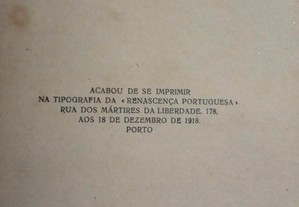 ACABOU DE SE IMPRIMIR
NA TIPOGRAFIA DA «RENASCENÇA PORTUGUESA»
RUA DOS MÁRTIRES DA LIBERDADE, 178,
AOS 18 DE DEZEMBRO DE 1918.
PORTO